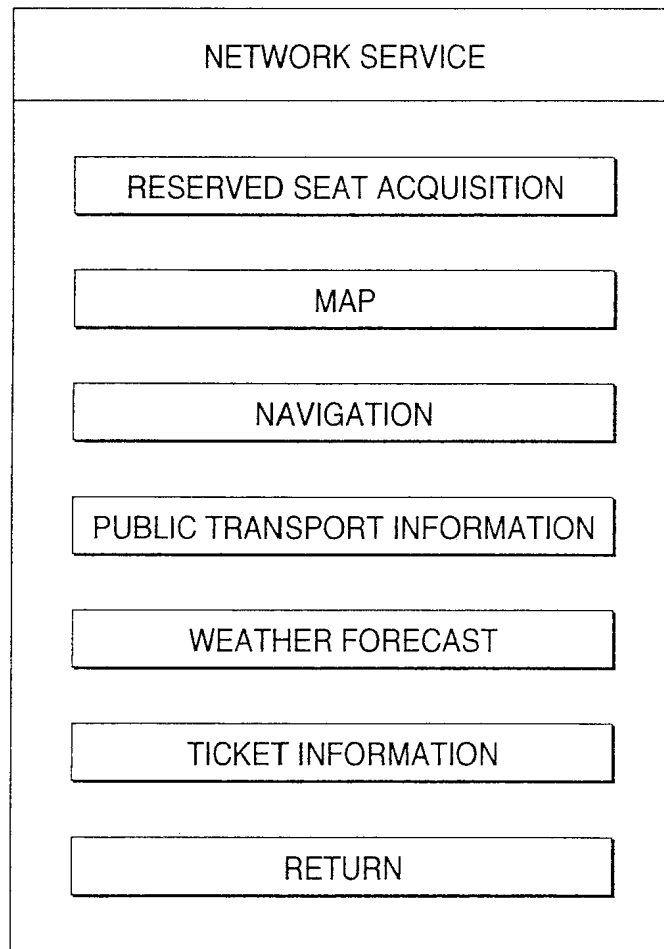 NETWORK SERVICE
RESERVED SEAT ACQUISITION
MAP
NAVIGATION
PUBLIC TRANSPORT INFORMATION
WEATHER FORECAST
TICKET INFORMATION
RETURN